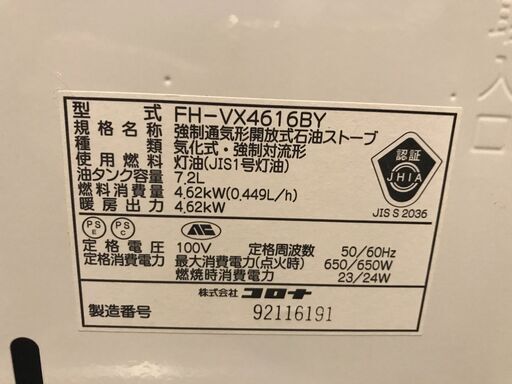 型式 FH-VX4616BY
規格名称 強制通気形開放式石油ストーブ
種類 気化式・強制対流形
使用燃料 灯油(JIS1号灯油)
油タンク容量 7.2L
燃料消費量 4.62kW(0.449L/h)
暖房出力 4.62kW
認証
JHIA
JIS S 2036
PS E
PS C
定格電圧 100V 定格周波数 50/60Hz
定格消費電力 最大消費電力(点火時) 650/650W
燃焼時消費電力 23/24W
株式会社 コロナ
製造番号 92116191